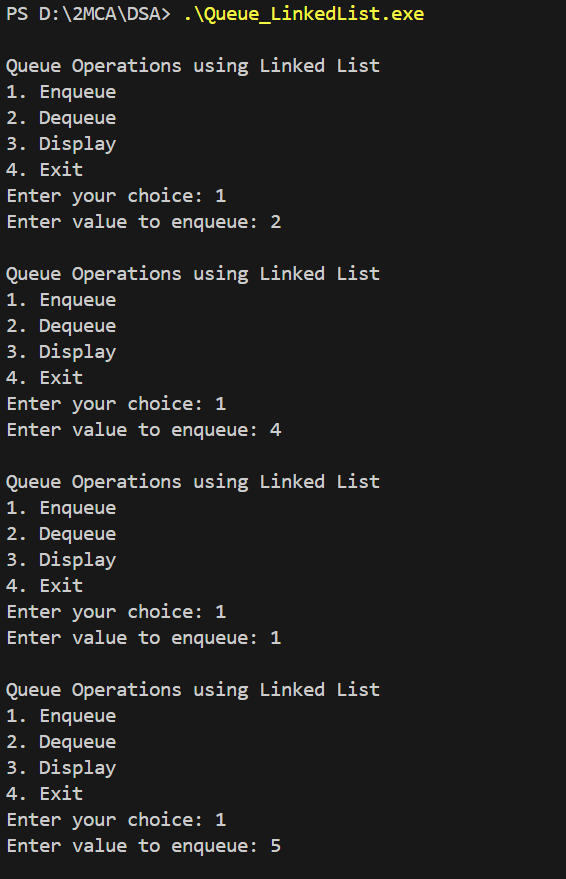 PS D:\2MCA\DSA> .\Queue_LinkedList.exe
Queue Operations using Linked List
1. Enqueue
2. Dequeue
3. Display
4. Exit
Enter your choice: 1
Enter value to enqueue: 2
Queue Operations using Linked List
1. Enqueue
2. Dequeue
3. Display
4. Exit
Enter your choice: 1
Enter value to enqueue: 4
Queue Operations using Linked List
1. Enqueue
2. Dequeue
3. Display
4. Exit
Enter your choice: 1
Enter value to enqueue: 1
Queue Operations using Linked List
1. Enqueue
2. Dequeue
3. Display
4. Exit
Enter your choice: 1
Enter value to enqueue: 5